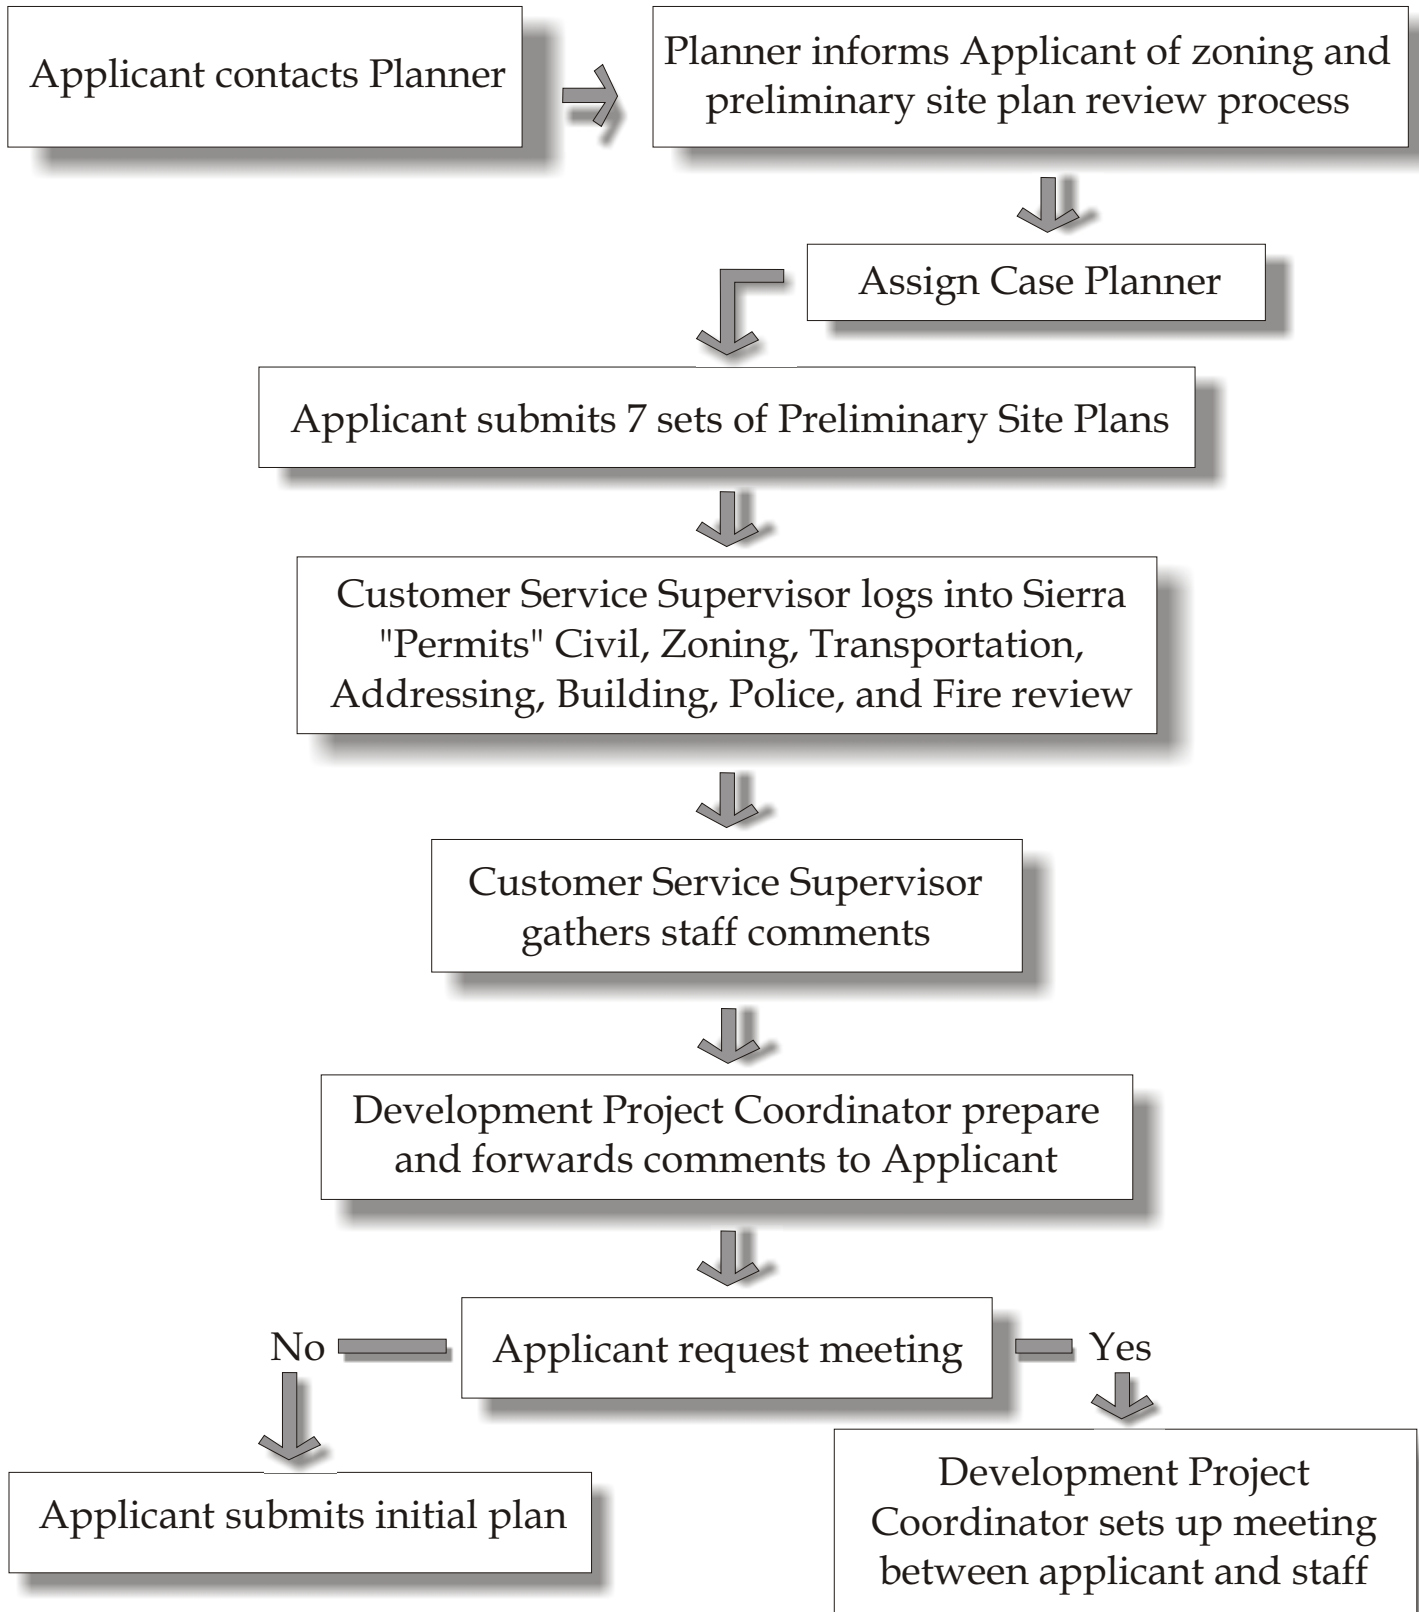 Applicant contacts Planner
Planner informs Applicant of zoning and
preliminary site plan review process
Assign Case Planner
Applicant submits 7 sets of Preliminary Site Plans
Customer Service Supervisor logs into Sierra
"Permits" Civil, Zoning, Transportation,
Addressing, Building, Police, and Fire review
Customer Service Supervisor
gathers staff comments
Development Project Coordinator prepare
and forwards comments to Applicant
Applicant request meeting
No
Yes
Applicant submits initial plan
Development Project
Coordinator sets up meeting
between applicant and staff